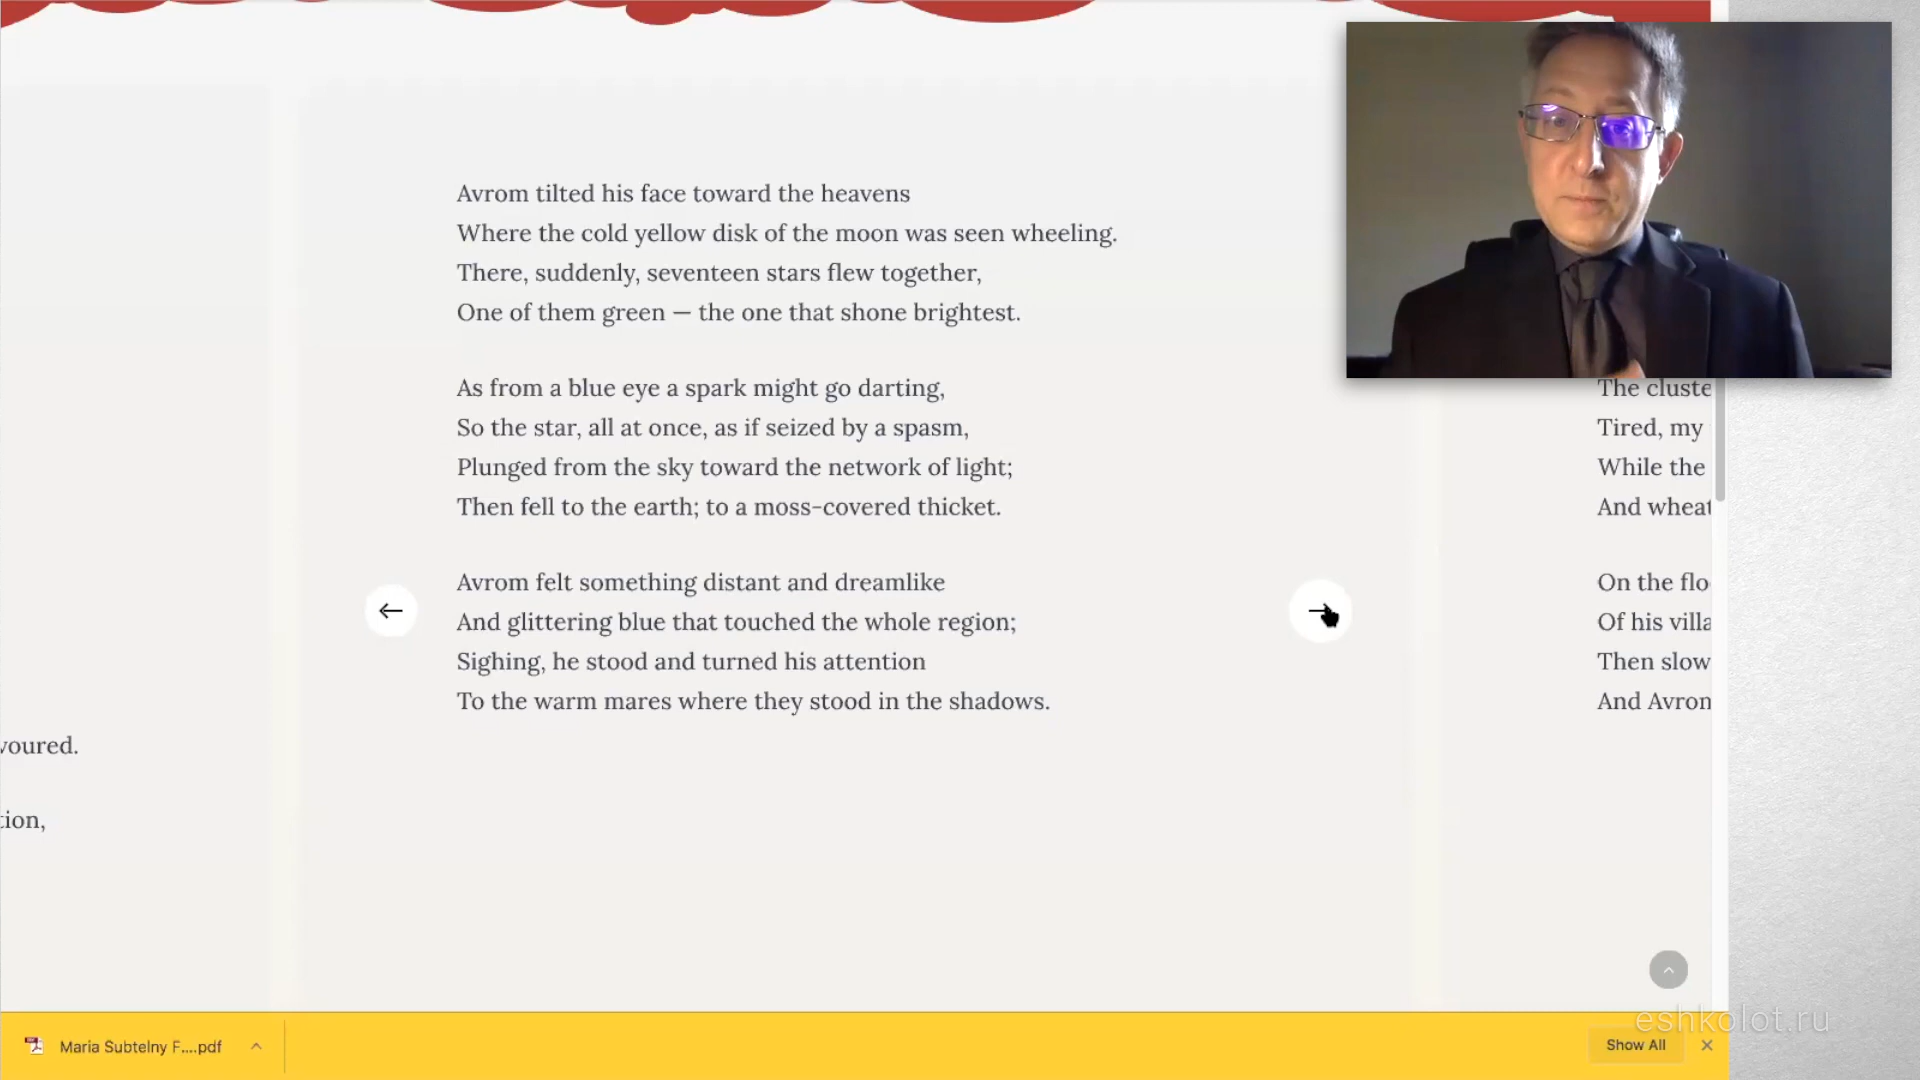 Avrom tilted his face toward the heavens
Where the cold yellow disk of the moon was seen wheeling.
There, suddenly, seventeen stars flew together,
One of them green — the one that shone brightest.
As from a blue eye a spark might go darting,
So the star, all at once, as if seized by a spasm,
Plunged from the sky toward the network of light;
Then fell to the earth; to a moss-covered thicket.
Avrom felt something distant and dreamlike
And glittering blue that touched the whole region;
Sighing, he stood and turned his attention
To the warm mares where they stood in the shadows.
voured.
tion,
The cluste
Tired, my
While the
And wheat
On the flo
Of his villa
Then slow
And Avrom
Maria Subtelny F....pdf
Show All
eshkolot.ru